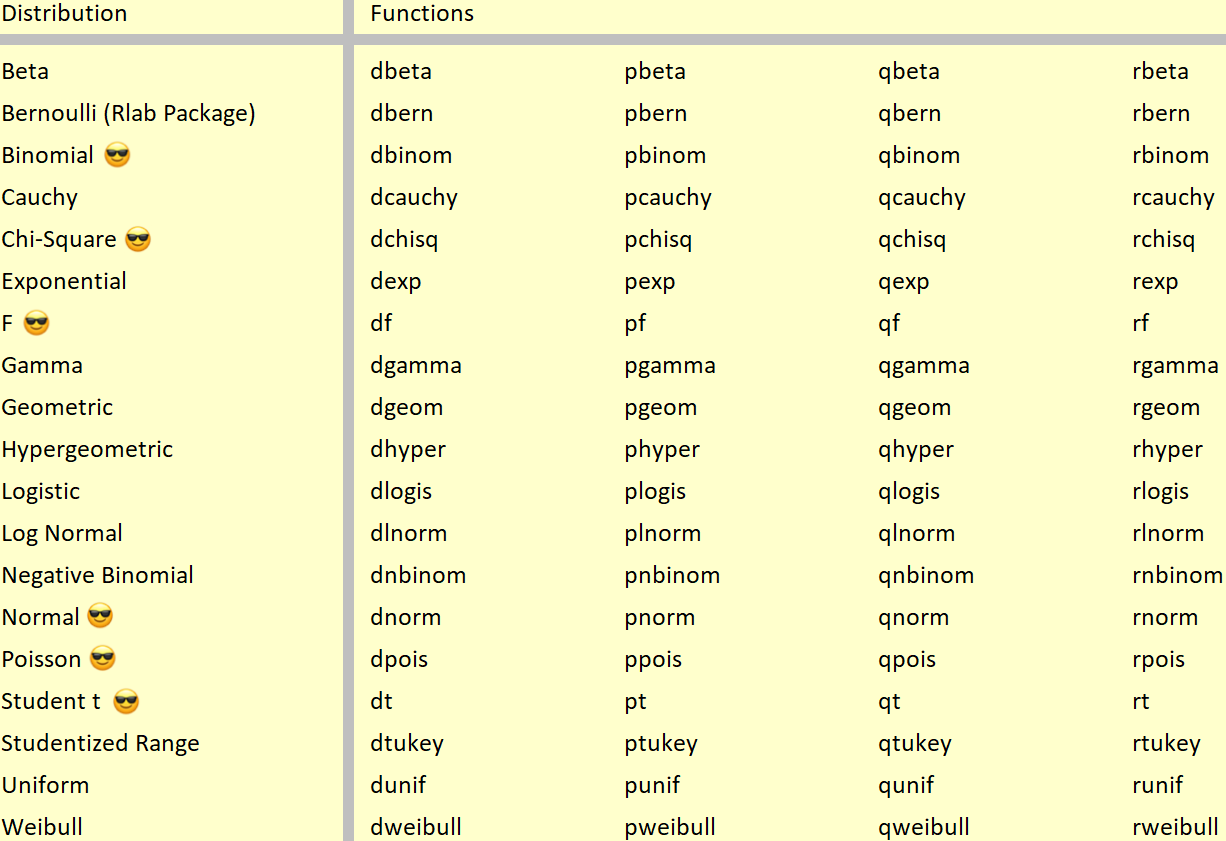 Distribution Functions
Beta dbeta pbeta qbeta rbeta
Bernoulli (Rlab Package) dbern pbern qbern rbern
Binomial 😎 dbinom pbinom qbinom rbinom
Cauchy dcauchy pcauchy qcauchy rcauchy
Chi-Square 😎 dchisq pchisq qchisq rchisq
Exponential dexp pexp qexp rexp
F 😎 df pf qf rf
Gamma dgamma pgamma qgamma rgamma
Geometric dgeom pgeom qgeom rgeom
Hypergeometric dhyper phyper qhyper rhyper
Logistic dlogis plogis qlogis rlogis
Log Normal dlnorm plnorm qlnorm rlnorm
Negative Binomial dnbinom pnbinom qnbinom rnbinom
Normal 😎 dnorm pnorm qnorm rnorm
Poisson 😎 dpois ppois qpois rpois
Student t 😎 dt pt qt rt
Studentized Range dtukey ptukey qtukey rtukey
Uniform dunif punif qunif runif
Weibull dweibull pweibull qweibull rweibull